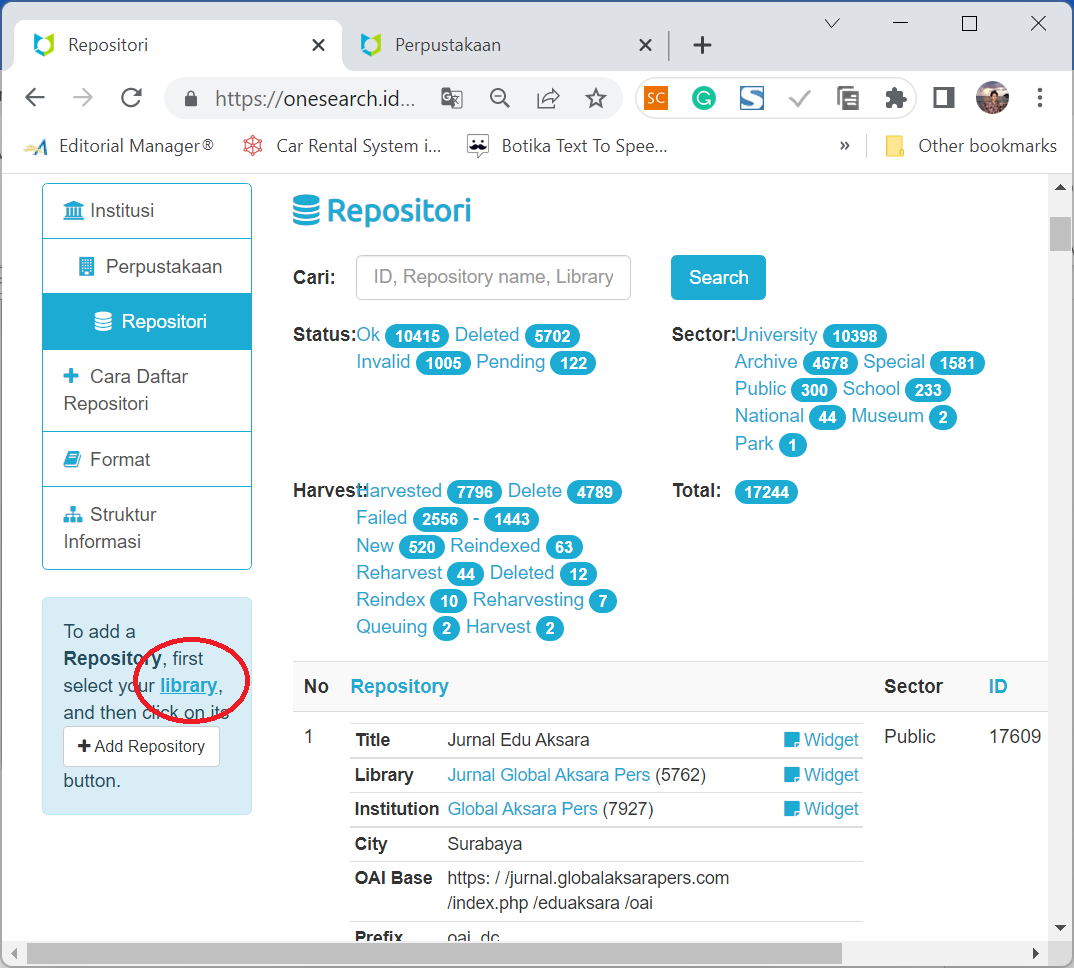 Repositori
Perpustakaan
https://onesearch.id...
SC
Editorial Manager®
Car Rental System i...
Botika Text To Spee...
»
Other bookmarks
Institusi
Perpustakaan
Repositori
Cara Daftar
Repositori
Format
Struktur
Informasi
To add a
Repository, first
select your library,
and then click on its
Add Repository
button.
Repositori
Cari: ID, Repository name, Library Search
Status: Ok 10415 Deleted 5702
Invalid 1005 Pending 122
Sector: University 10398
Archive 4678 Special 1581
Public 300 School 233
National 44 Museum 2
Park 1
Harvest: Harvested 7796 Delete 4789
Failed 2556 - 1443
New 520 Reindexed 63
Reharvest 44 Deleted 12
Reindex 10 Reharvesting 7
Queuing 2 Harvest 2
Total: 17244
No Repository Sector ID
1 Title Jurnal Edu Aksara Widget Public 17609
Library Jurnal Global Aksara Pers (5762) Widget
Institution Global Aksara Pers (7927) Widget
City Surabaya
OAI Base https: / /jurnal.globalaksarapers.com
/index.php /eduaksara /oai
Prefix oai_dc